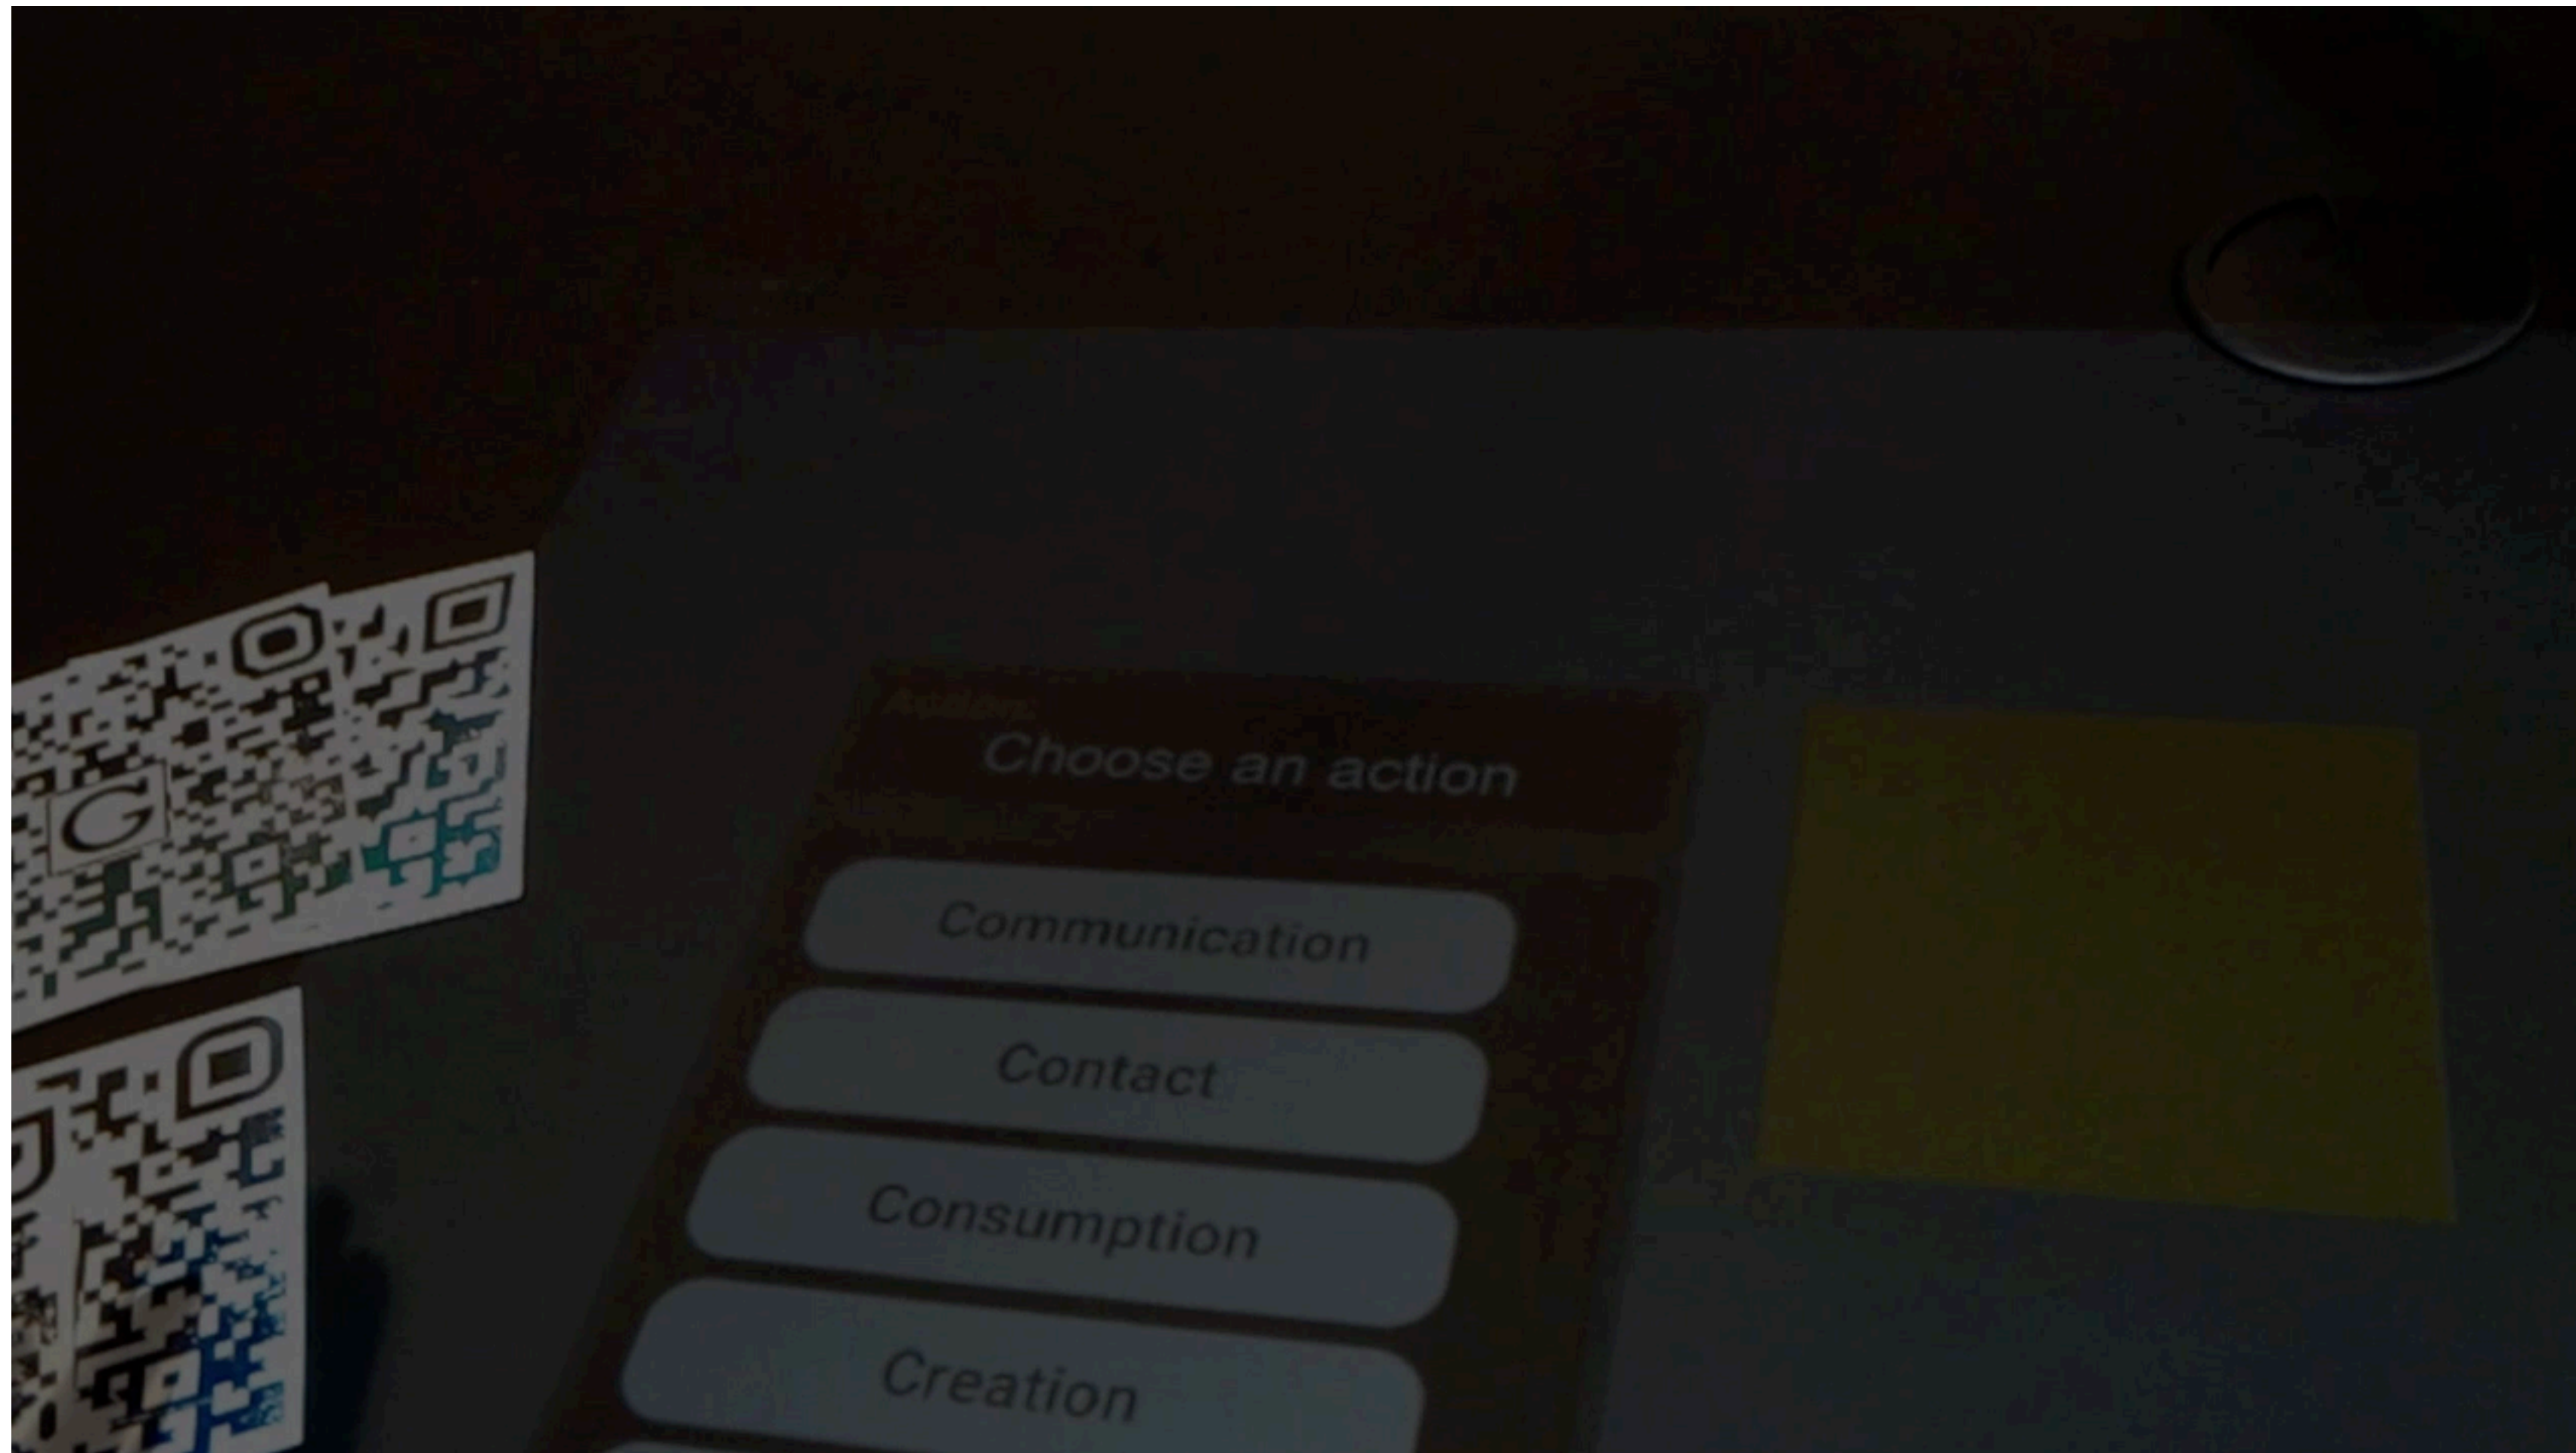 G
Choose an action
Communication
Contact
Consumption
Creation